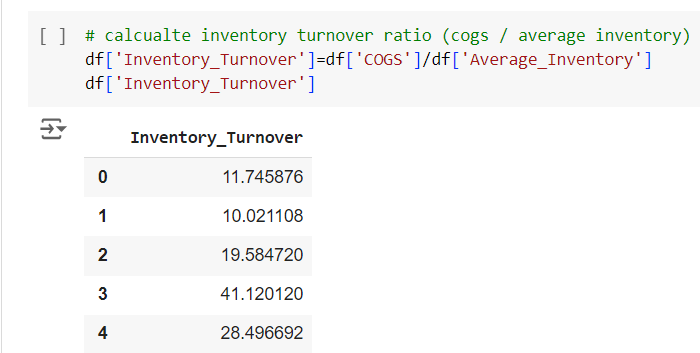 [ ] # calcualte inventory turnover ratio (cogs / average inventory)
df['Inventory_Turnover']=df['COGS']/df['Average_Inventory']
df['Inventory_Turnover']
Inventory_Turnover
0 11.745876
1 10.021108
2 19.584720
3 41.120120
4 28.496692